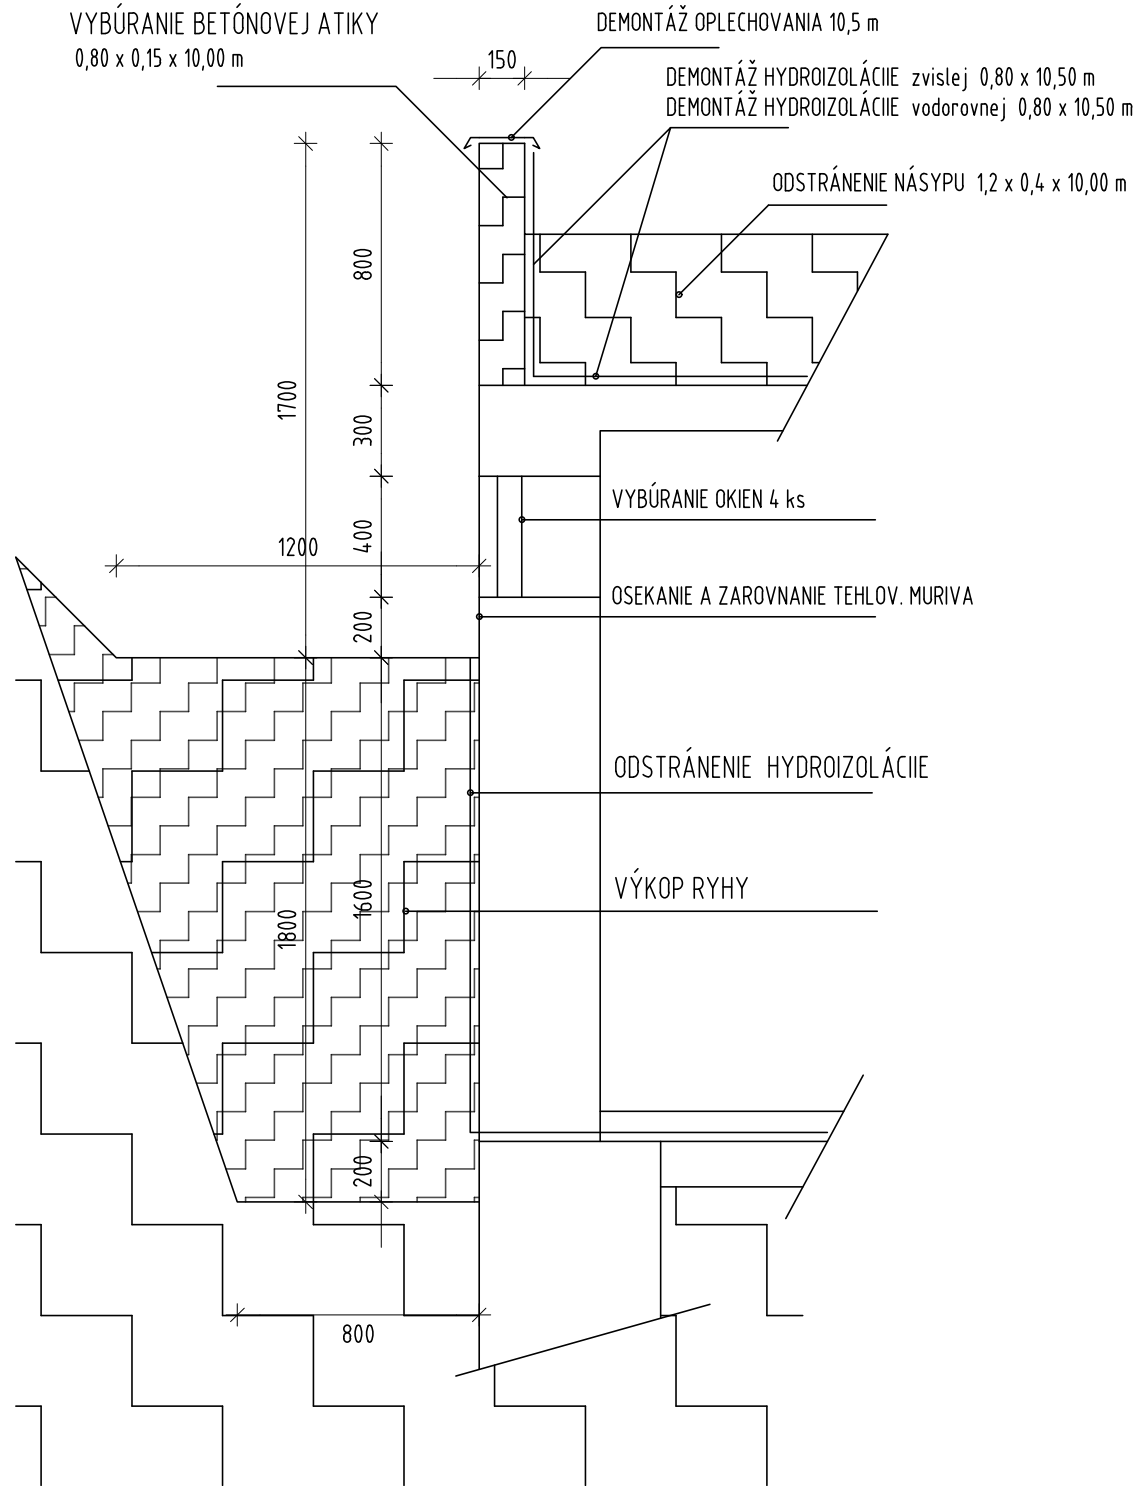 VYBÚRANIE BETÓNOVEJ ATIKY
0,80 x 0,15 x 10,00 m
DEMONTÁŽ OPLECHOVANIA 10,5 m
150
DEMONTÁŽ HYDROIZOLÁCIIE zvislej 0,80 x 10,50 m
DEMONTÁŽ HYDROIZOLÁCIIE vodorovnej 0,80 x 10,50 m
ODSTRÁNENIE NÁSYPU 1,2 x 0,4 x 10,00 m
800
1700
300
VYBÚRANIE OKIEN 4 ks
400
1200
OSEKANIE A ZAROVNANIE TEHLOV. MURIVA
200
ODSTRÁNENIE HYDROIZOLÁCIIE
VÝKOP RYHY
1600
1800
200
800